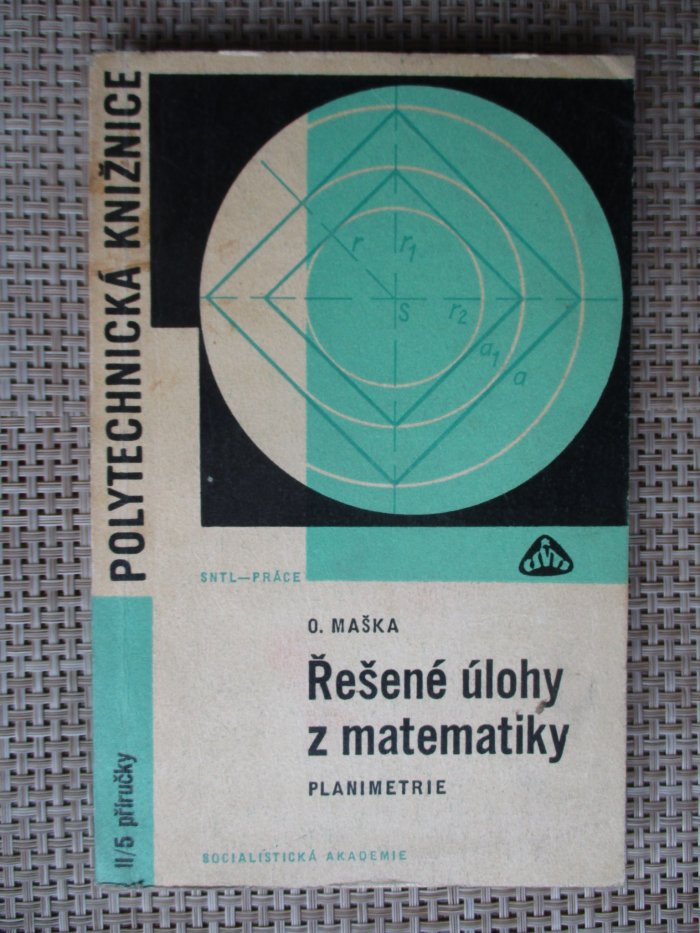 POLYTECHNICKÁ KNIŽNICE
r
r1
S
r2
a1
a
SNTL—PRÁCE
O. MAŠKA
Řešené úlohy
z matematiky
PLANIMETRIE
II/5 příručky
SOCIALISTICKÁ AKADEMIE